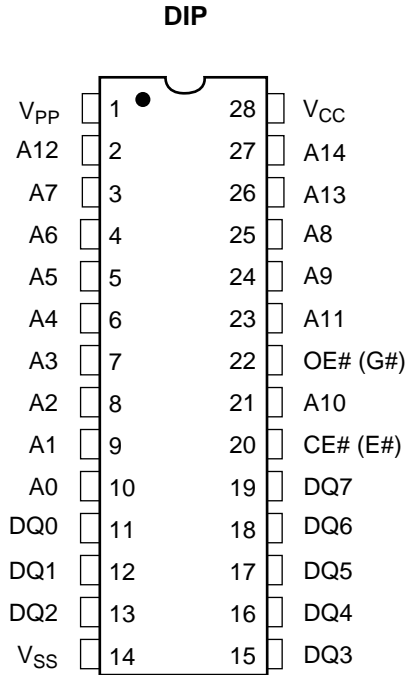 DIP
VPP 1 28 VCC
A12 2 27 A14
A7 3 26 A13
A6 4 25 A8
A5 5 24 A9
A4 6 23 A11
A3 7 22 OE# (G#)
A2 8 21 A10
A1 9 20 CE# (E#)
A0 10 19 DQ7
DQ0 11 18 DQ6
DQ1 12 17 DQ5
DQ2 13 16 DQ4
VSS 14 15 DQ3